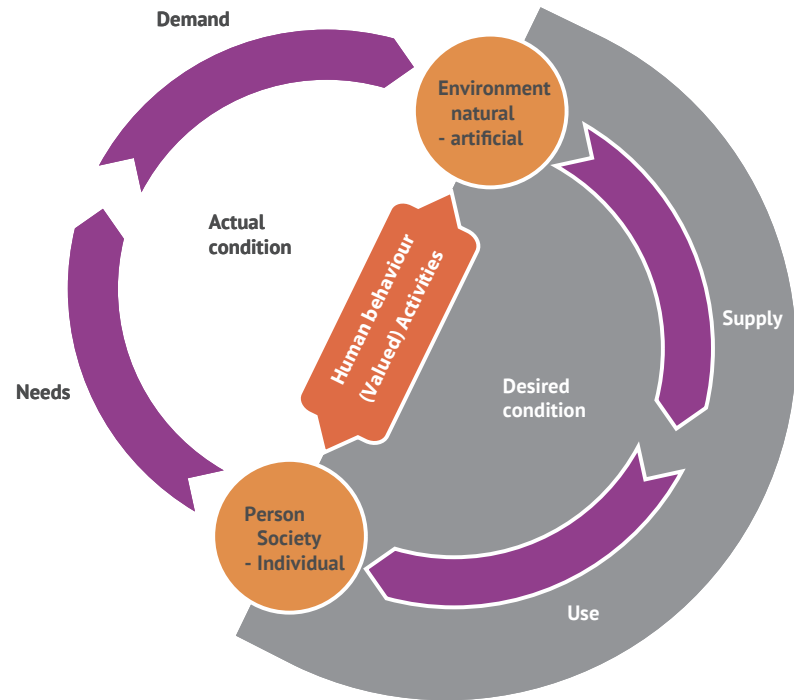 Demand
Environment
natural
- artificial
Actual
condition
Human behaviour
(Valued) Activities
Supply
Desired
condition
Needs
Person
Society
- Individual
Use